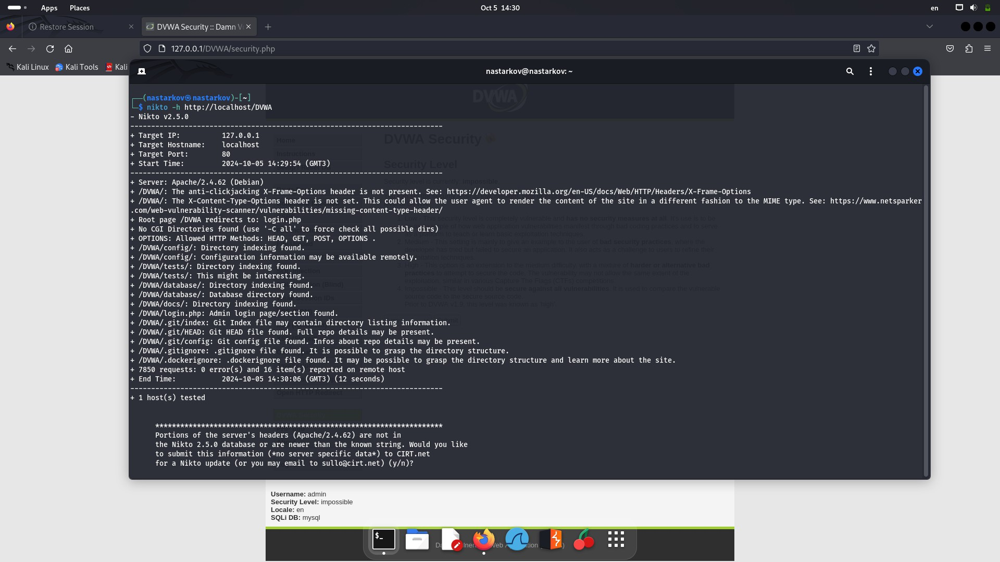 Apps Places Oct 5 14:30 en
Restore Session DVWA Security :: Damn V
127.0.0.1/DVWA/security.php
Kali Linux Kali Tools Kali
nastarkov@nastarkov: ~
DVWA
┌──(nastarkov㉿nastarkov)-[~]
└─$ nikto -h http://localhost/DVWA
- Nikto v2.5.0
---------------------------------------------------------------------------
+ Target IP: 127.0.0.1
+ Target Hostname: localhost
+ Target Port: 80
+ Start Time: 2024-10-05 14:29:54 (GMT3)
---------------------------------------------------------------------------
+ Server: Apache/2.4.62 (Debian)
+ /DVWA/: The anti-clickjacking X-Frame-Options header is not present. See: https://developer.mozilla.org/en-US/docs/Web/HTTP/Headers/X-Frame-Options
+ /DVWA/: The X-Content-Type-Options header is not set. This could allow the user agent to render the content of the site in a different fashion to the MIME type. See: https://www.netsparker
.com/web-vulnerability-scanner/vulnerabilities/missing-content-type-header/
+ Root page /DVWA redirects to: login.php
+ No CGI Directories found (use '-C all' to force check all possible dirs)
+ OPTIONS: Allowed HTTP Methods: HEAD, GET, POST, OPTIONS .
+ /DVWA/config/: Directory indexing found.
+ /DVWA/config/: Configuration information may be available remotely.
+ /DVWA/tests/: Directory indexing found.
+ /DVWA/tests/: This might be interesting.
+ /DVWA/database/: Directory indexing found.
+ /DVWA/database/: Database directory found.
+ /DVWA/docs/: Directory indexing found.
+ /DVWA/login.php: Admin login page/section found.
+ /DVWA/.git/index: Git Index file may contain directory listing information.
+ /DVWA/.git/HEAD: Git HEAD file found. Full repo details may be present.
+ /DVWA/.git/config: Git config file found. Infos about repo details may be present.
+ /DVWA/.gitignore: .gitignore file found. It is possible to grasp the directory structure.
+ /DVWA/.dockerignore: .dockerignore file found. It may be possible to grasp the directory structure and learn more about the site.
+ 7850 requests: 0 error(s) and 16 item(s) reported on remote host
+ End Time: 2024-10-05 14:30:06 (GMT3) (12 seconds)
---------------------------------------------------------------------------
+ 1 host(s) tested
*********************************************************************
Portions of the server's headers (Apache/2.4.62) are not in
the Nikto 2.5.0 database or are newer than the known string. Would you like
to submit this information (*no server specific data*) to CIRT.net
for a Nikto update (or you may email to sullo@cirt.net) (y/n)?
Home
Instructions
Open HTTP Redirect
DVWA Security
Security Level
Security level is currently: impossible.
Username: admin
Security Level: impossible
Locale: en
SQLi DB: mysql